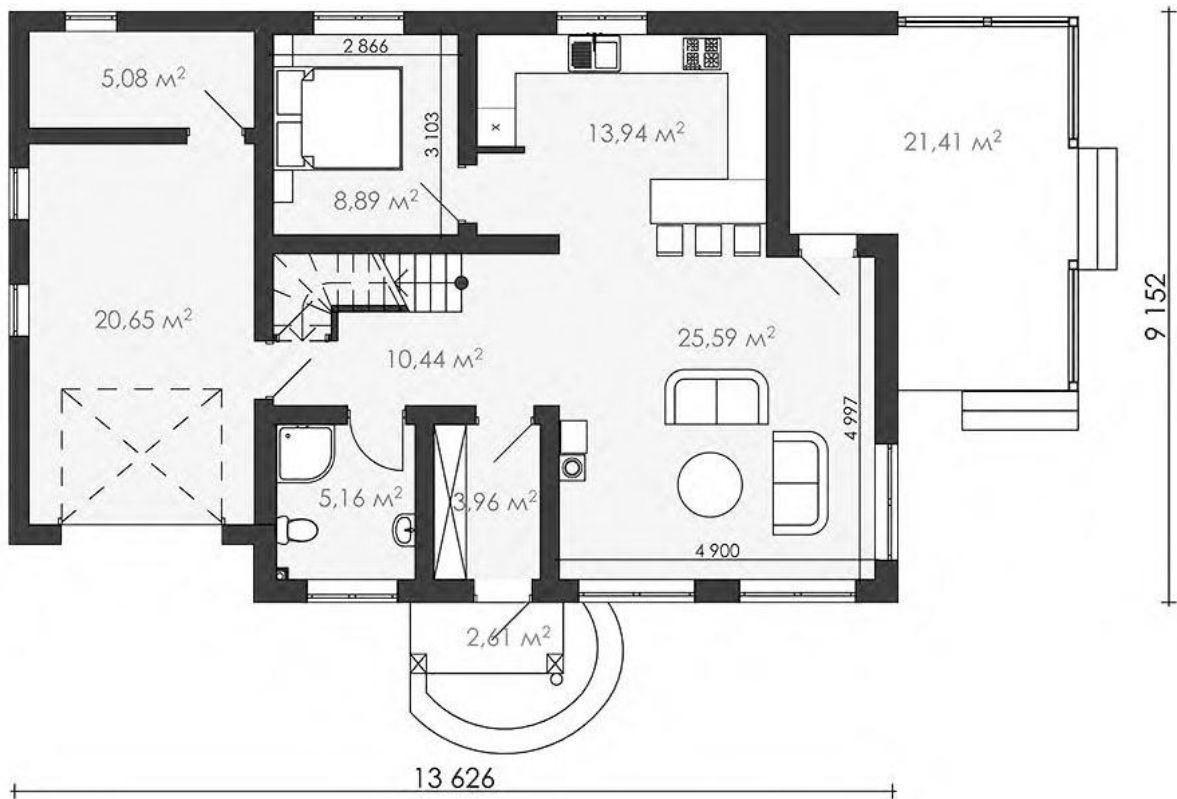 2 866
5,08 м²
3 103
13,94 м²
21,41 м²
8,89 м²
9 152
20,65 м²
10,44 м²
25,59 м²
4 997
5,16 м²
3,96 м²
4 900
2,61 м²
13 626